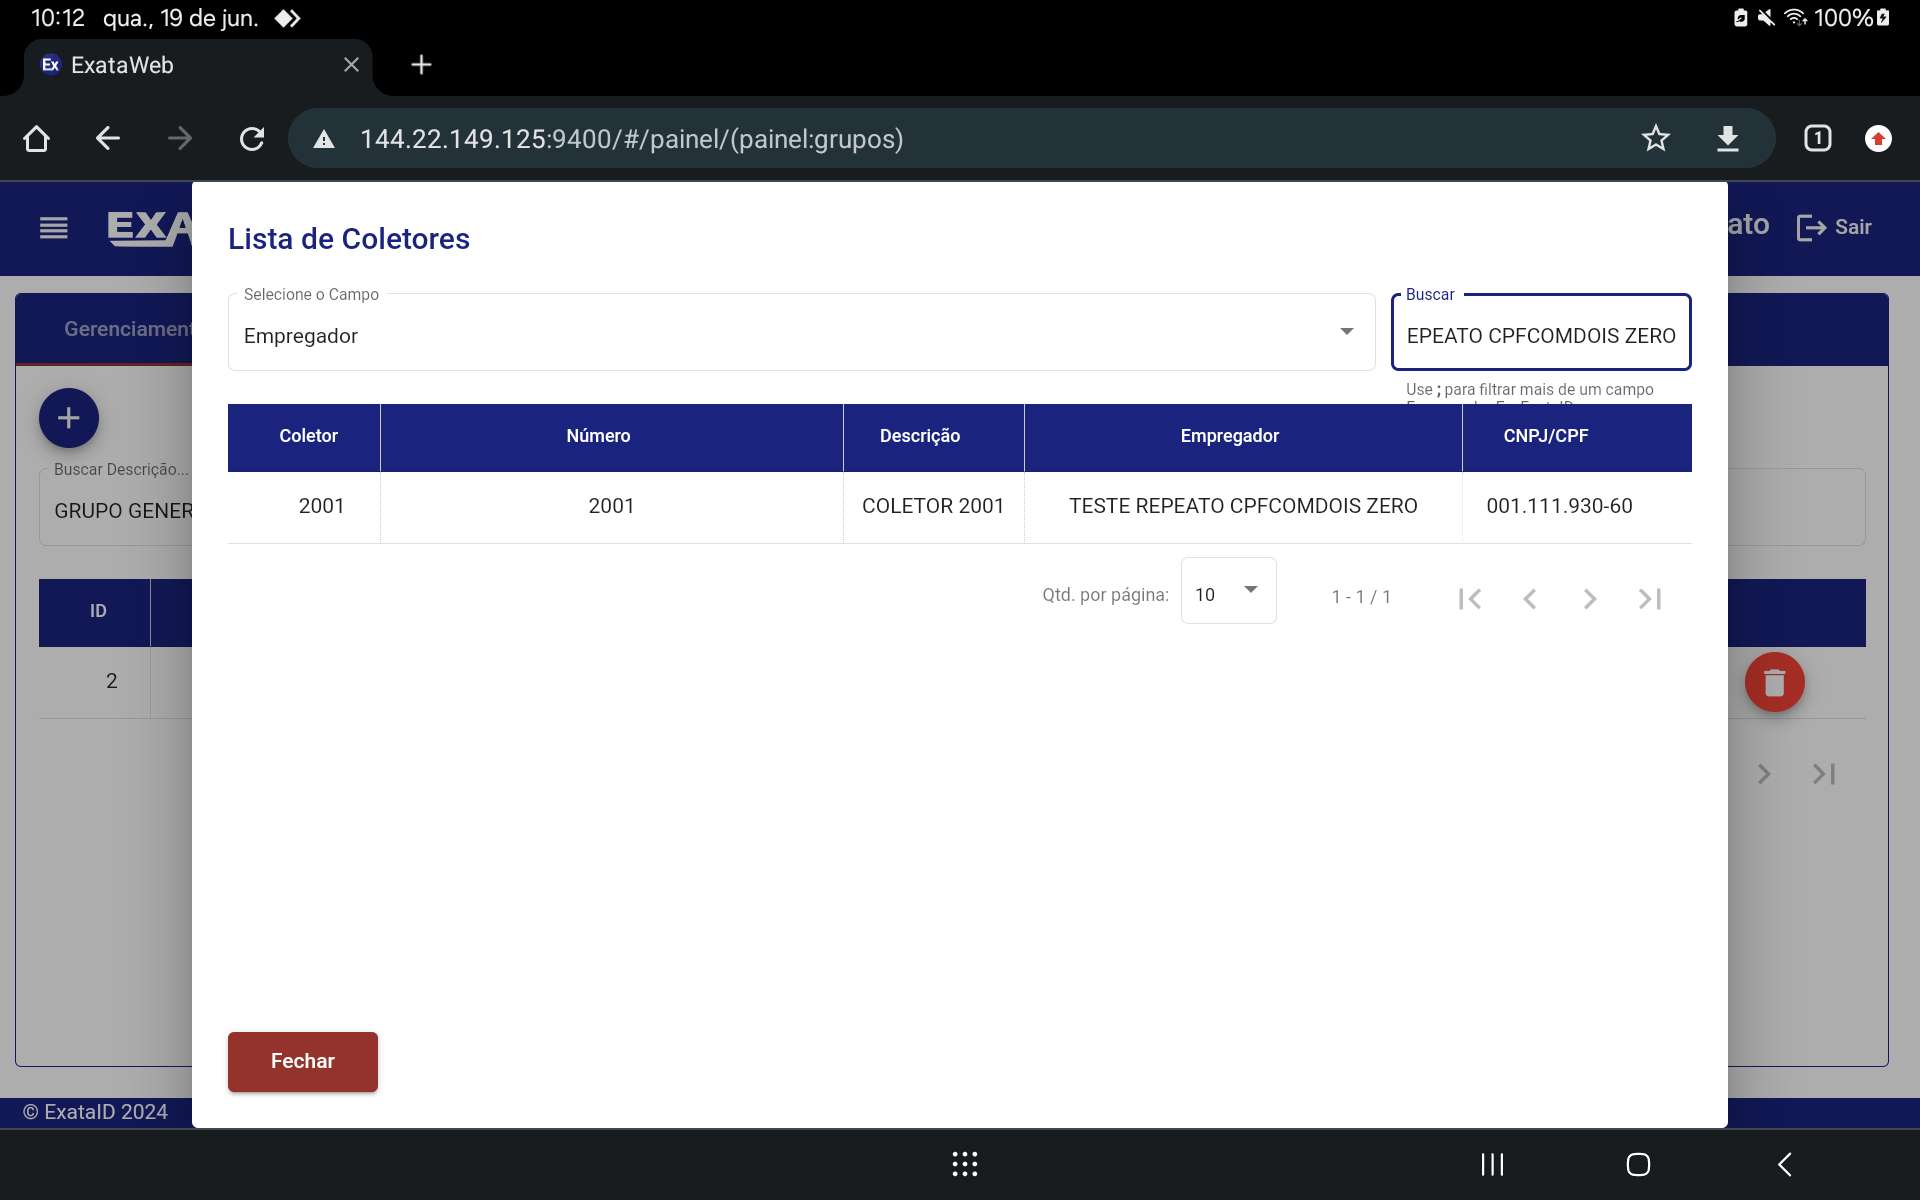 10:12 qua., 19 de jun. 100%
Ex ExataWeb
144.22.149.125:9400/#/painel/(painel:grupos) 1
EXA ato Sair
Lista de Coletores
Selecione o Campo Buscar
Empregador EPEATO CPFCOMDOIS ZERO
Use ; para filtrar mais de um campo
Gerenciamen
Coletor Número Descrição Empregador CNPJ/CPF
2001 2001 COLETOR 2001 TESTE REPEATO CPFCOMDOIS ZERO 001.111.930-60
Buscar Descrição...
GRUPO GENER
Qtd. por página: 10 1 - 1 / 1
ID
2
Fechar
© ExataID 2024